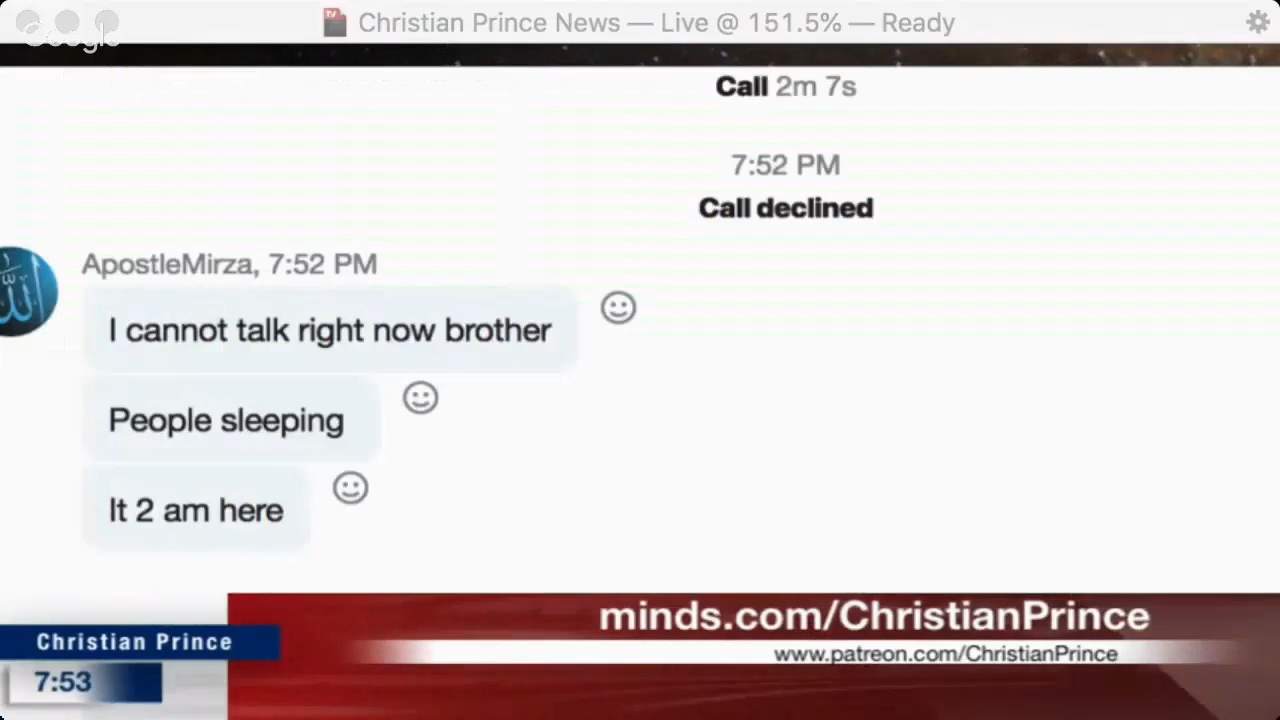 Christian Prince News — Live @ 151.5% — Ready
Google
Call 2m 7s
7:52 PM
Call declined
ApostleMirza, 7:52 PM
I cannot talk right now brother
People sleeping
It 2 am here
الله
minds.com/ChristianPrince
Christian Prince
www.patreon.com/ChristianPrince
7:53